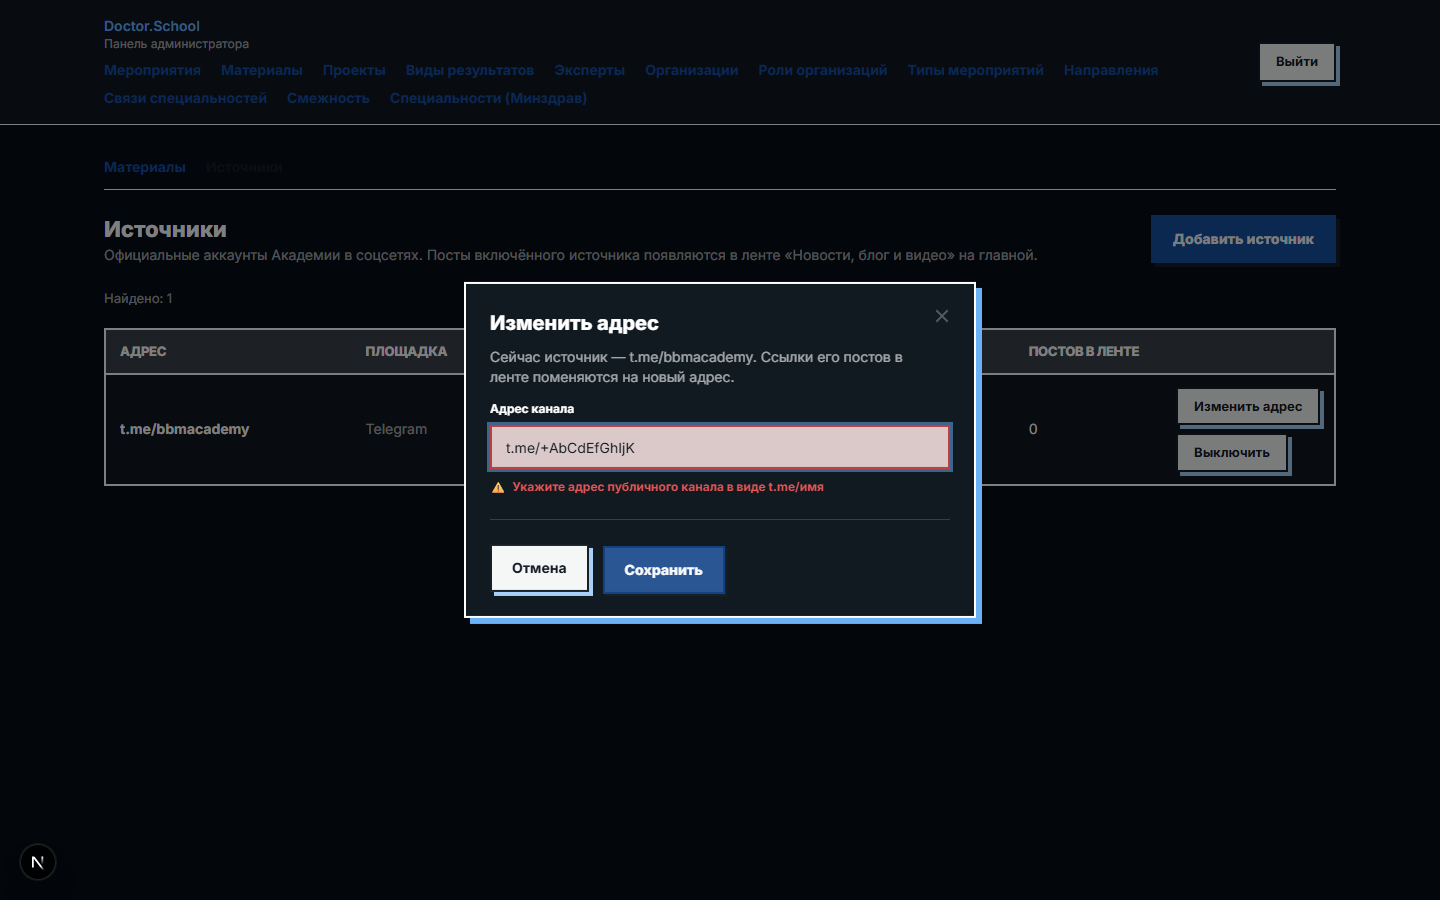 Doctor.School
Панель администратора
Мероприятия Материалы Проекты Виды результатов Эксперты Организации Роли организаций Типы мероприятий Направления
Связи специальностей Смежность Специальности (Минздрав)
Выйти
Материалы Источники
Источники
Официальные аккаунты Академии в соцсетях. Посты включённого источника появляются в ленте «Новости, блог и видео» на главной.
Добавить источник
Найдено: 1
АДРЕС ПЛОЩАДКА ПОСТОВ В ЛЕНТЕ
t.me/bbmacademy Telegram 0
Изменить адрес
Выключить
Изменить адрес
Сейчас источник — t.me/bbmacademy. Ссылки его постов в
ленте поменяются на новый адрес.
Адрес канала
t.me/+AbCdEfGhIjK
Укажите адрес публичного канала в виде t.me/имя
Отмена Сохранить
N